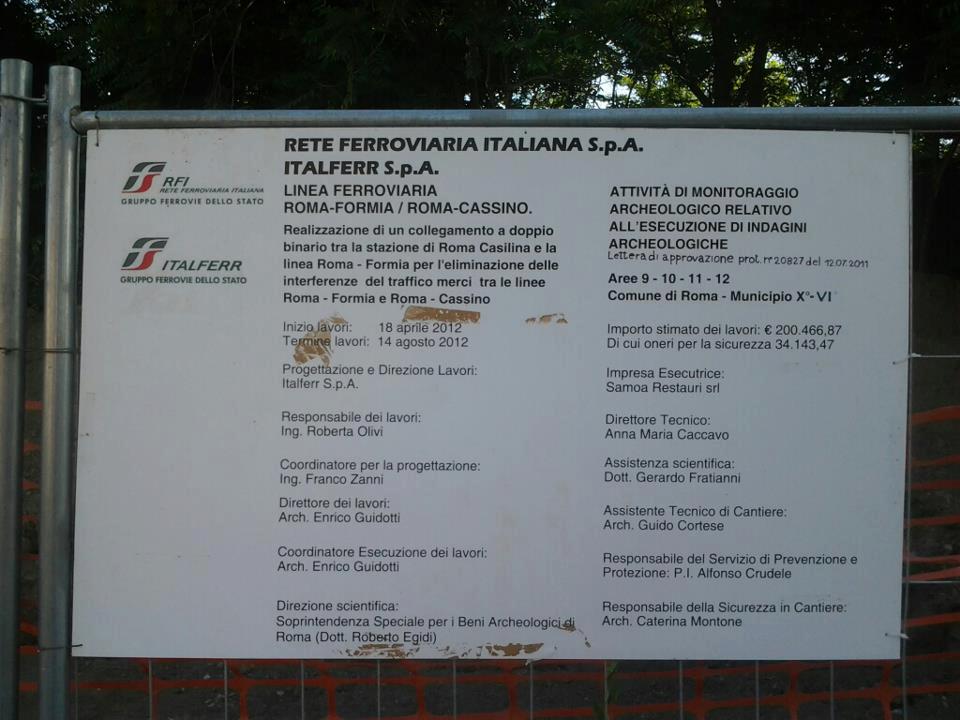 RETE FERROVIARIA ITALIANA S.p.A.
ITALFERR S.p.A.
RFI
RETE FERROVIARIA ITALIANA
GRUPPO FERROVIE DELLO STATO
ITALFERR
GRUPPO FERROVIE DELLO STATO
LINEA FERROVIARIA
ROMA-FORMIA / ROMA-CASSINO.
Realizzazione di un collegamento a doppio
binario tra la stazione di Roma Casilina e la
linea Roma - Formia per l'eliminazione delle
interferenze del traffico merci tra le linee
Roma - Formia e Roma - Cassino
Inizio lavori: 18 aprile 2012
Termine lavori: 14 agosto 2012
Progettazione e Direzione Lavori:
Italferr S.p.A.
Responsabile dei lavori:
Ing. Roberta Olivi
Coordinatore per la progettazione:
Ing. Franco Zanni
Direttore dei lavori:
Arch. Enrico Guidotti
Coordinatore Esecuzione dei lavori:
Arch. Enrico Guidotti
Direzione scientifica:
Soprintendenza Speciale per i Beni Archeologici di
Roma (Dott. Roberto Egidi)
ATTIVITÀ DI MONITORAGGIO
ARCHEOLOGICO RELATIVO
ALL'ESECUZIONE DI INDAGINI
ARCHEOLOGICHE
Lettera di approvazione prot. n° 20827 del 12.07.2011
Aree 9 - 10 - 11 - 12
Comune di Roma - Municipio X°-VI°
Importo stimato dei lavori: € 200.466,87
Di cui oneri per la sicurezza 34.143,47
Impresa Esecutrice:
Samoa Restauri srl
Direttore Tecnico:
Anna Maria Caccavo
Assistenza scientifica:
Dott. Gerardo Fratianni
Assistente Tecnico di Cantiere:
Arch. Guido Cortese
Responsabile del Servizio di Prevenzione e
Protezione: P.I. Alfonso Crudele
Responsabile della Sicurezza in Cantiere:
Arch. Caterina Montone